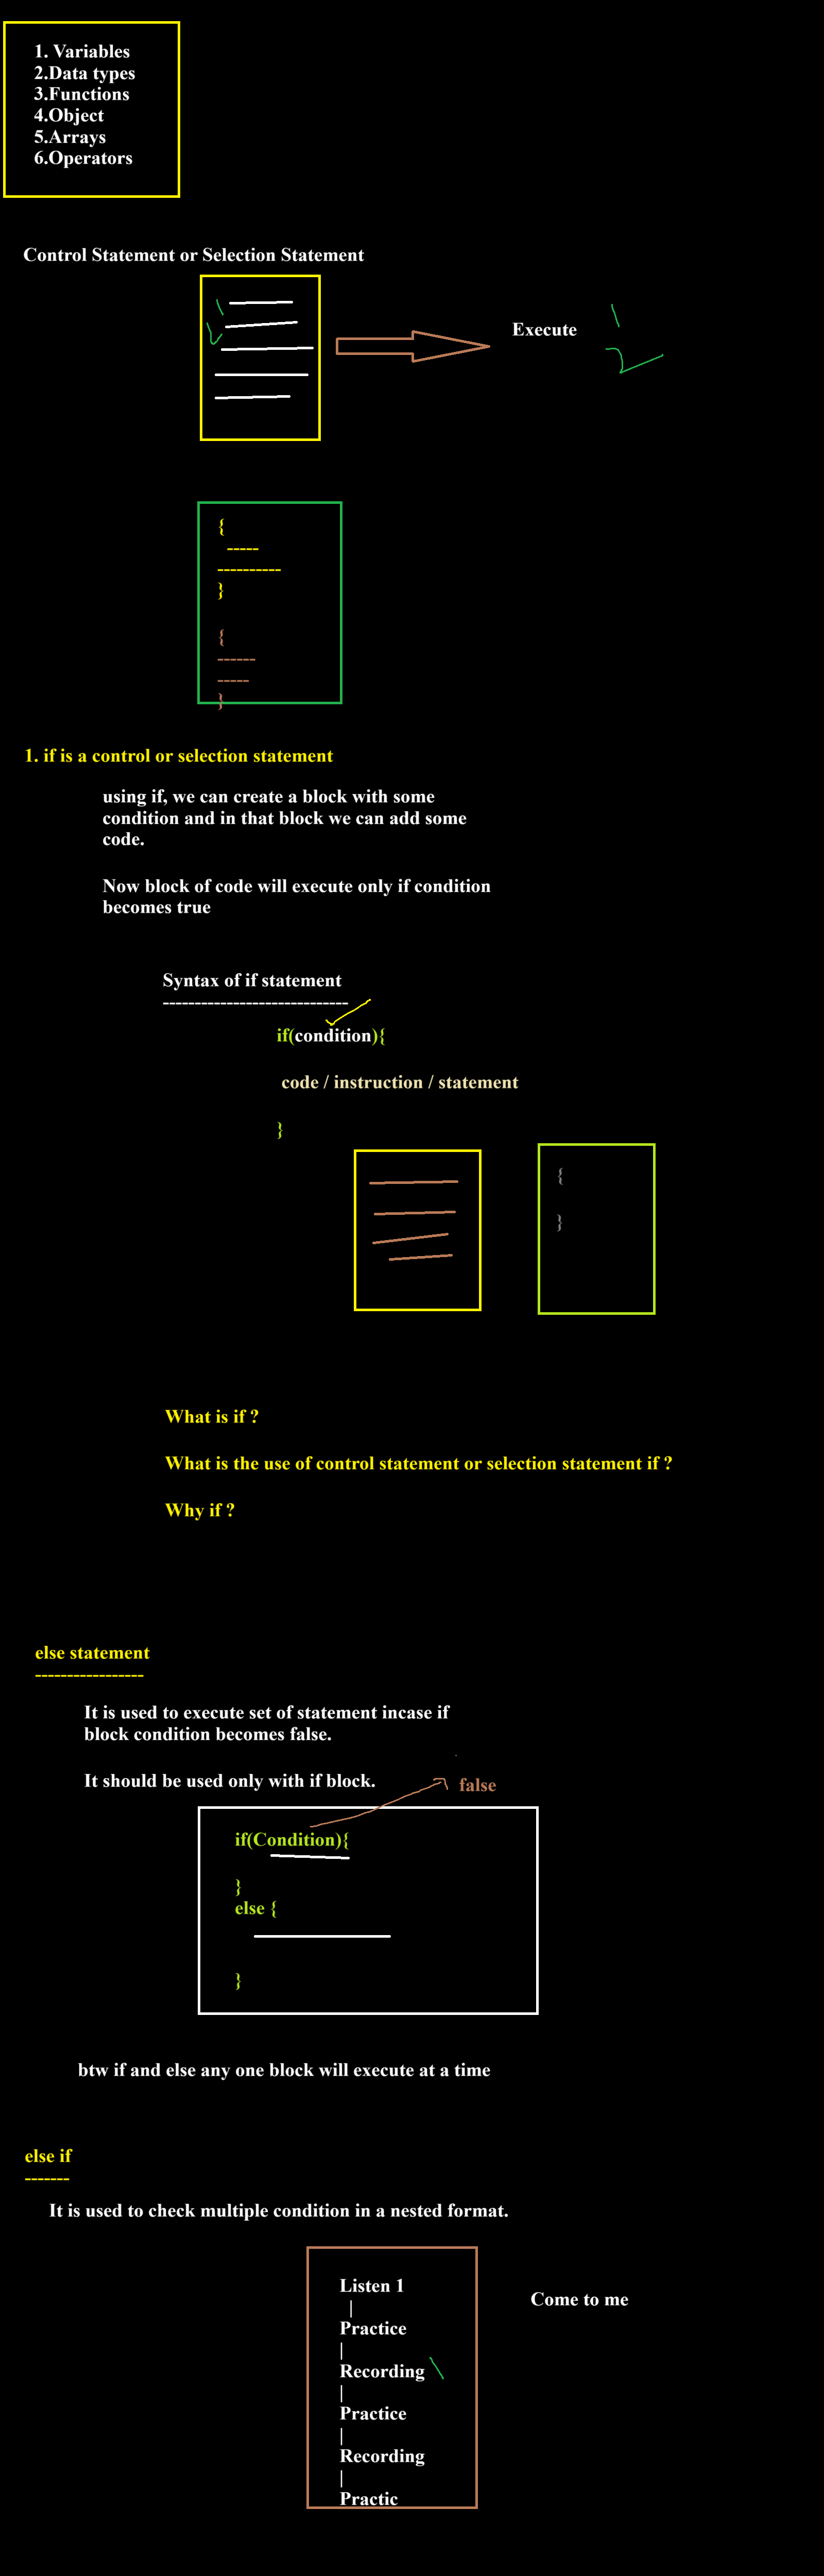 1. Variables
2.Data types
3.Functions
4.Object
5.Arrays
6.Operators
Control Statement or Selection Statement
Execute
{
-----
----------
}
{
------
-----
}
1. if is a control or selection statement
using if, we can create a block with some
condition and in that block we can add some
code.
Now block of code will execute only if condition
becomes true
Syntax of if statement
-----------------------------
if(condition){
code / instruction / statement
}
{
}
What is if ?
What is the use of control statement or selection statement if ?
Why if ?
else statement
-----------------
It is used to execute set of statement incase if
block condition becomes false.
It should be used only with if block.
false
if(Condition){
}
else {
}
btw if and else any one block will execute at a time
else if
-------
It is used to check multiple condition in a nested format.
Listen 1
|
Practice
|
Recording
|
Practice
|
Recording
|
Practic
Come to me